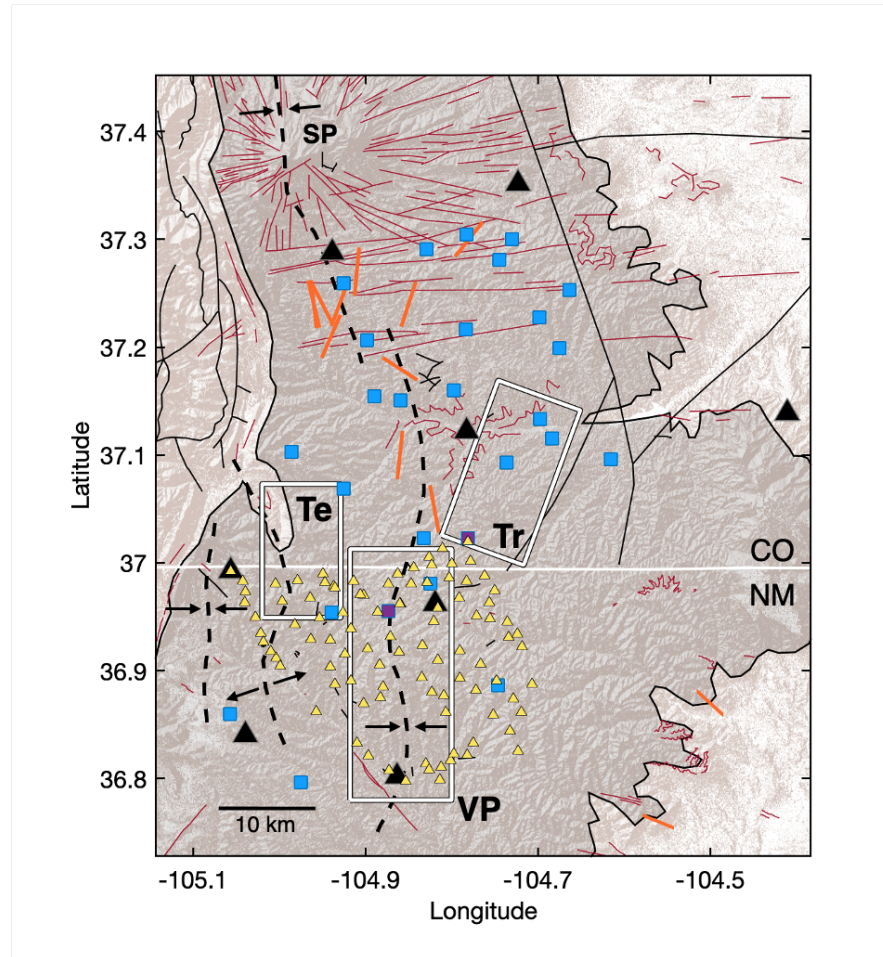 37.4
SP
37.3
37.2
37.1
Te
Tr
37
CO
NM
36.9
36.8
10 km
VP
-105.1
-104.9
-104.7
-104.5
Longitude
Latitude